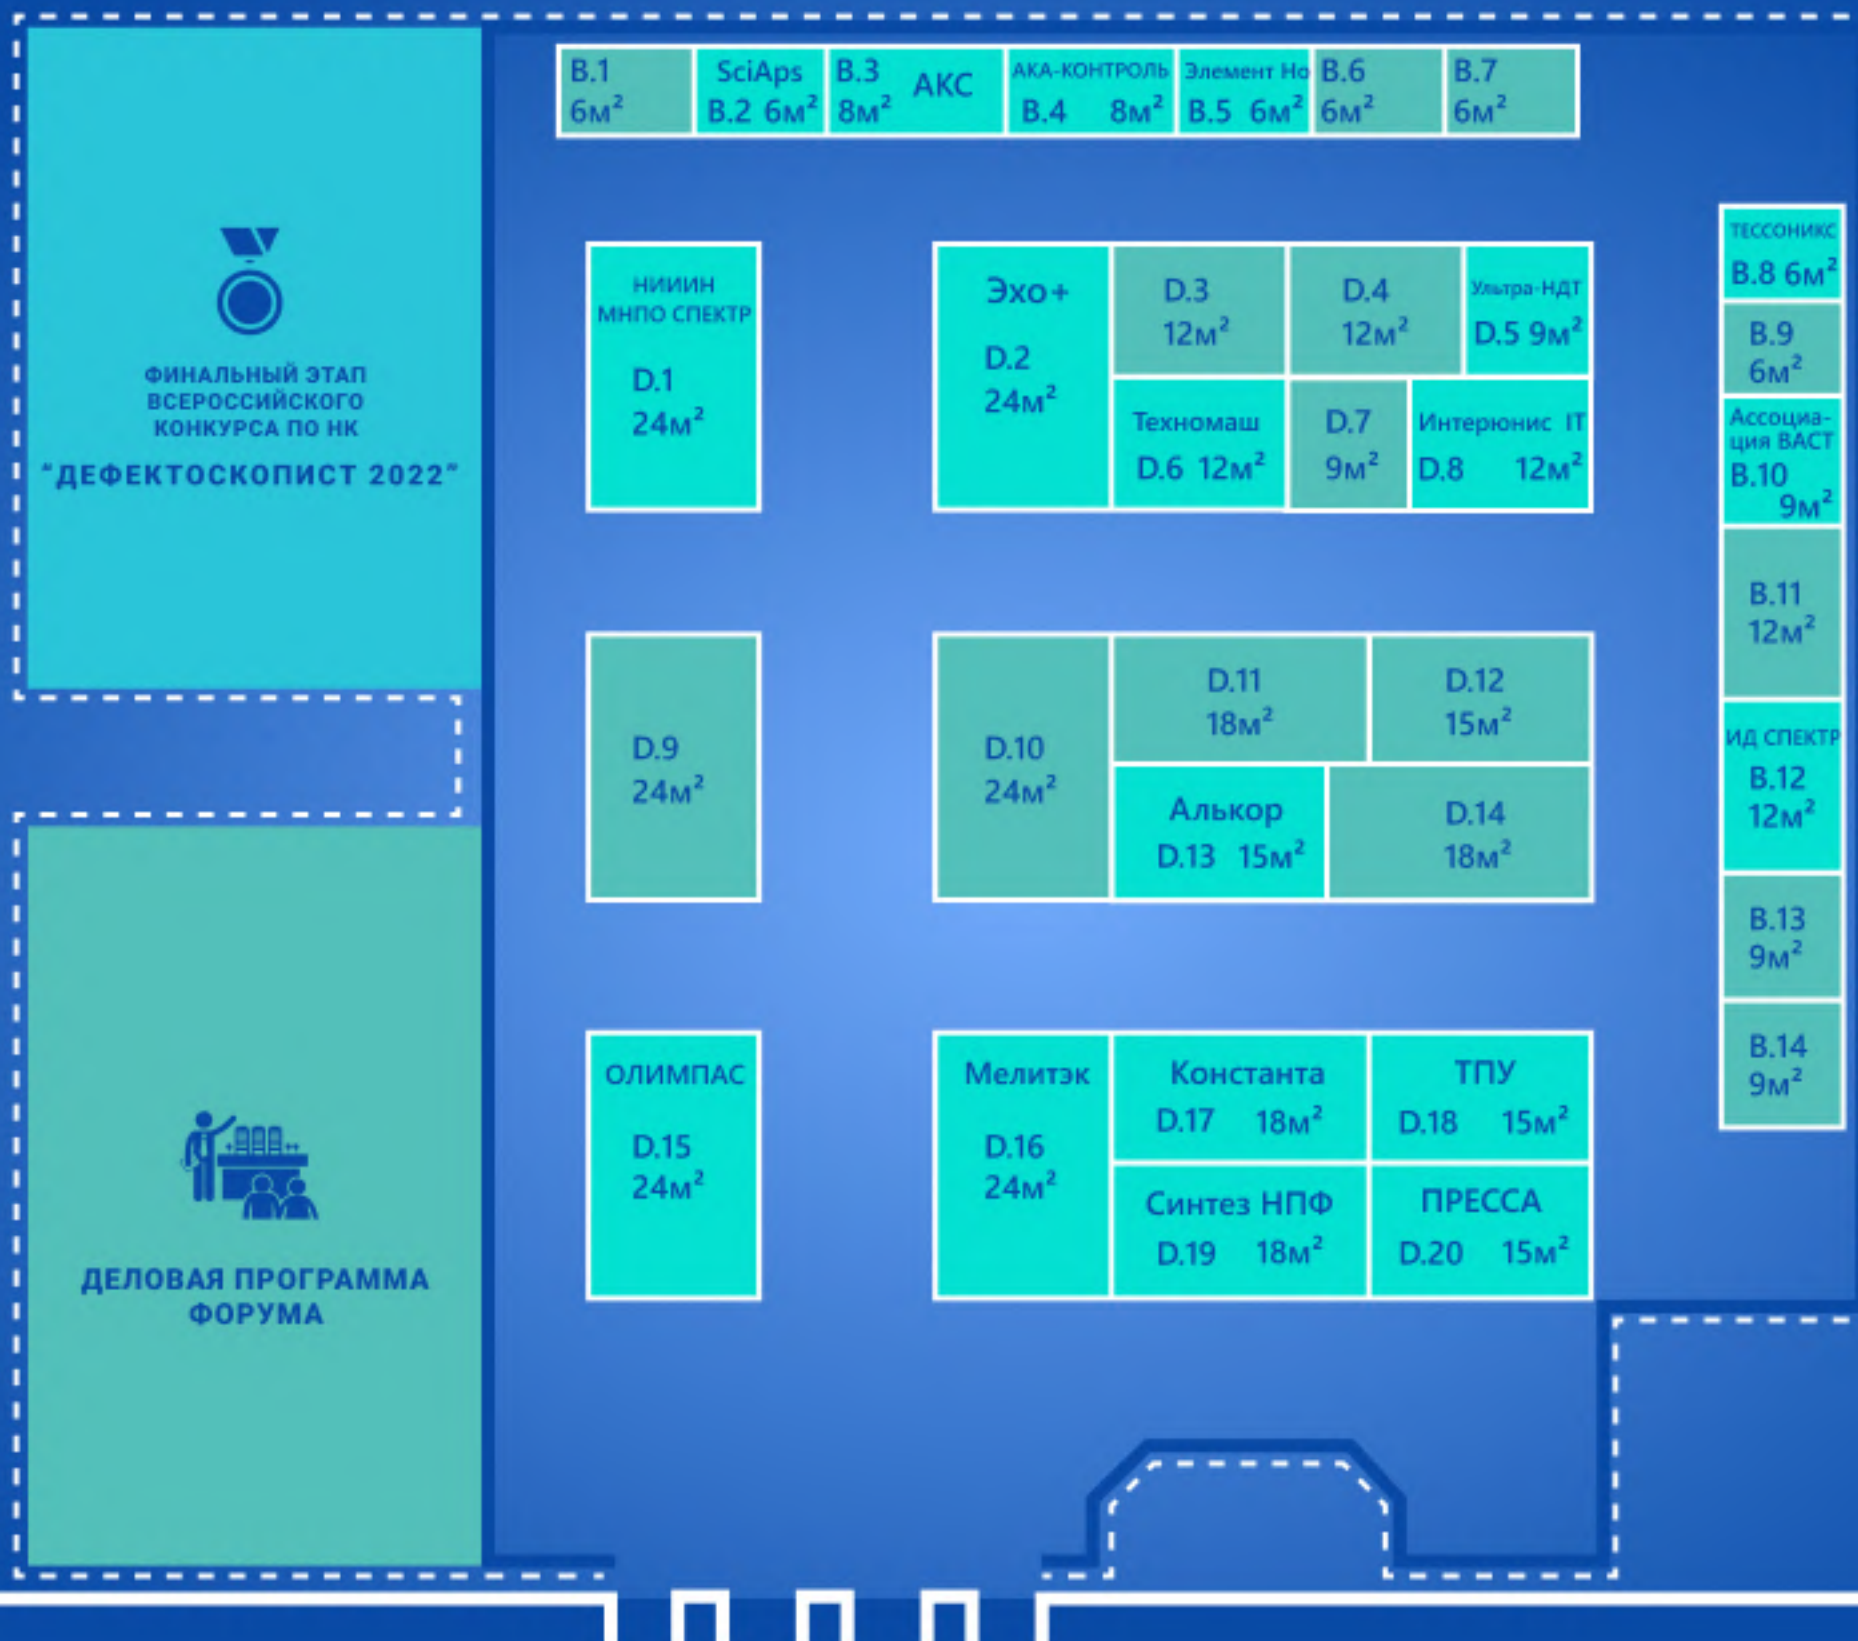 B.1
6м²
SciAps
B.2 6м²
B.3 АКС
8м²
АКА-КОНТРОЛЬ
B.4 8м²
Элемент Но
B.5 6м²
B.6
6м²
B.7
6м²
ФИНАЛЬНЫЙ ЭТАП
ВСЕРОССИЙСКОГО
КОНКУРСА ПО НК
"ДЕФЕКТОСКОПИСТ 2022"
НИИИН
МНПО СПЕКТР
D.1
24м²
Эхо+
D.2
24м²
D.3
12м²
D.4
12м²
Ультра-НДТ
D.5 9м²
Техномаш
D.6 12м²
D.7
9м²
Интерюнис IT
D.8 12м²
ТЕССОНИКС
B.8 6м²
B.9
6м²
Ассоциа-
ция ВАСТ
B.10
9м²
B.11
12м²
ИД СПЕКТР
B.12
12м²
B.13
9м²
B.14
9м²
D.9
24м²
D.10
24м²
D.11
18м²
D.12
15м²
Алькор
D.13 15м²
D.14
18м²
ДЕЛОВАЯ ПРОГРАММА
ФОРУМА
ОЛИМПАС
D.15
24м²
Мелитэк
D.16
24м²
Константа
D.17 18м²
ТПУ
D.18 15м²
Синтез НПФ
D.19 18м²
ПРЕССА
D.20 15м²